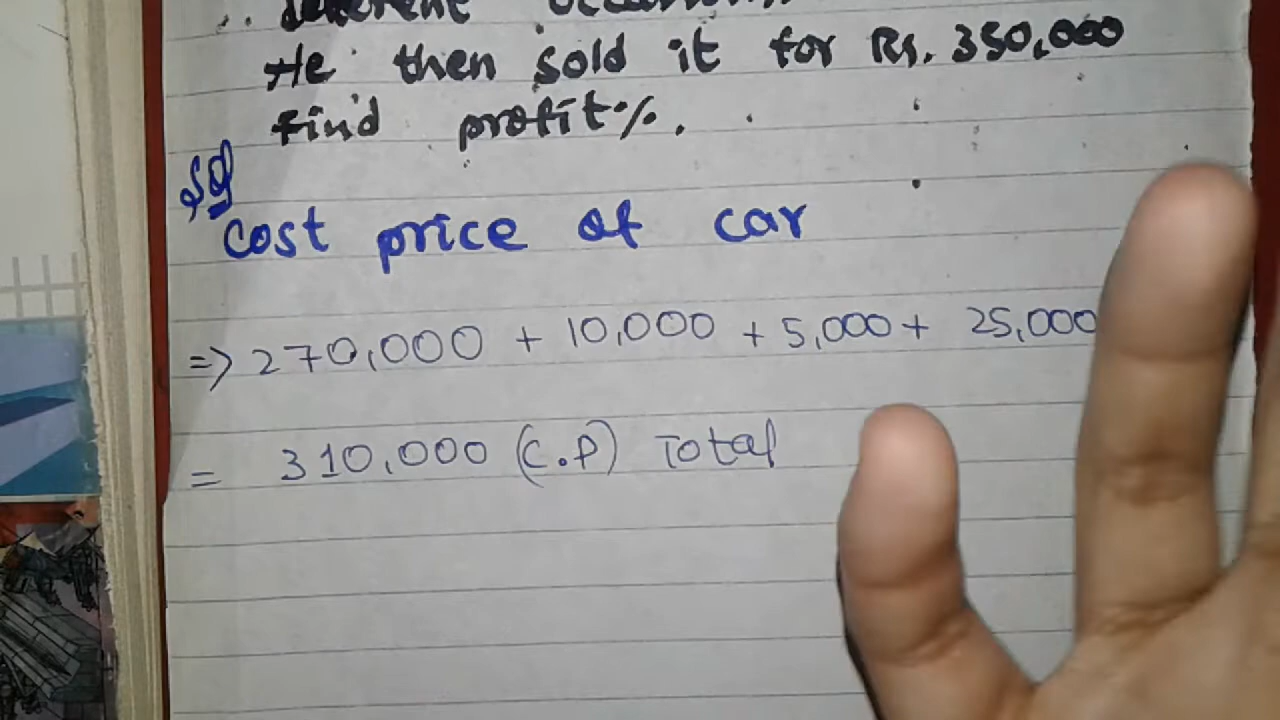 different
He then sold it for Rs. 350,000
find profit%.
Sol
Cost price of car
=> 270,000 + 10,000 + 5,000 + 25,000
= 310,000 (C.P) Total